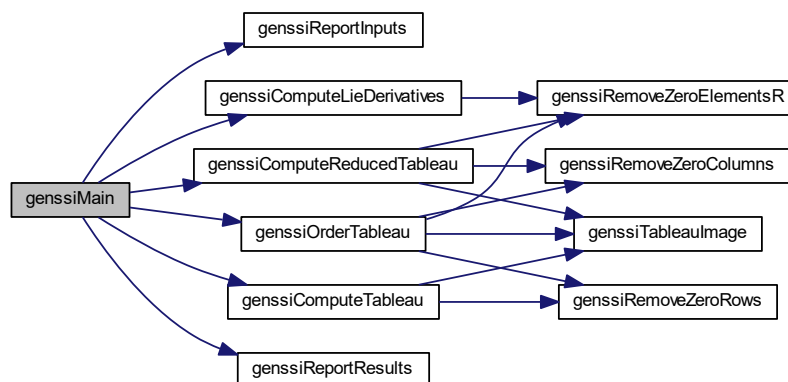 genssiMain
genssiReportInputs
genssiComputeLieDerivatives
genssiComputeReducedTableau
genssiOrderTableau
genssiComputeTableau
genssiReportResults
genssiRemoveZeroElementsR
genssiRemoveZeroColumns
genssiTableauImage
genssiRemoveZeroRows